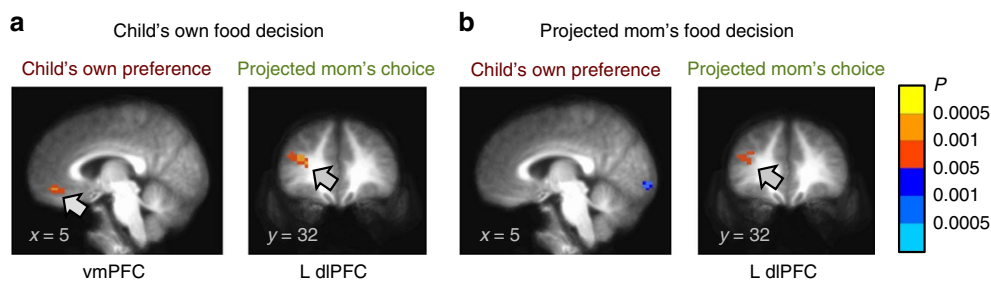 a
Child's own food decision
Child's own preference
Projected mom's choice
x = 5
y = 32
vmPFC
L dlPFC
b
Projected mom's food decision
Child's own preference
Projected mom's choice
x = 5
y = 32
L dlPFC
P
0.0005
0.001
0.005
0.001
0.0005